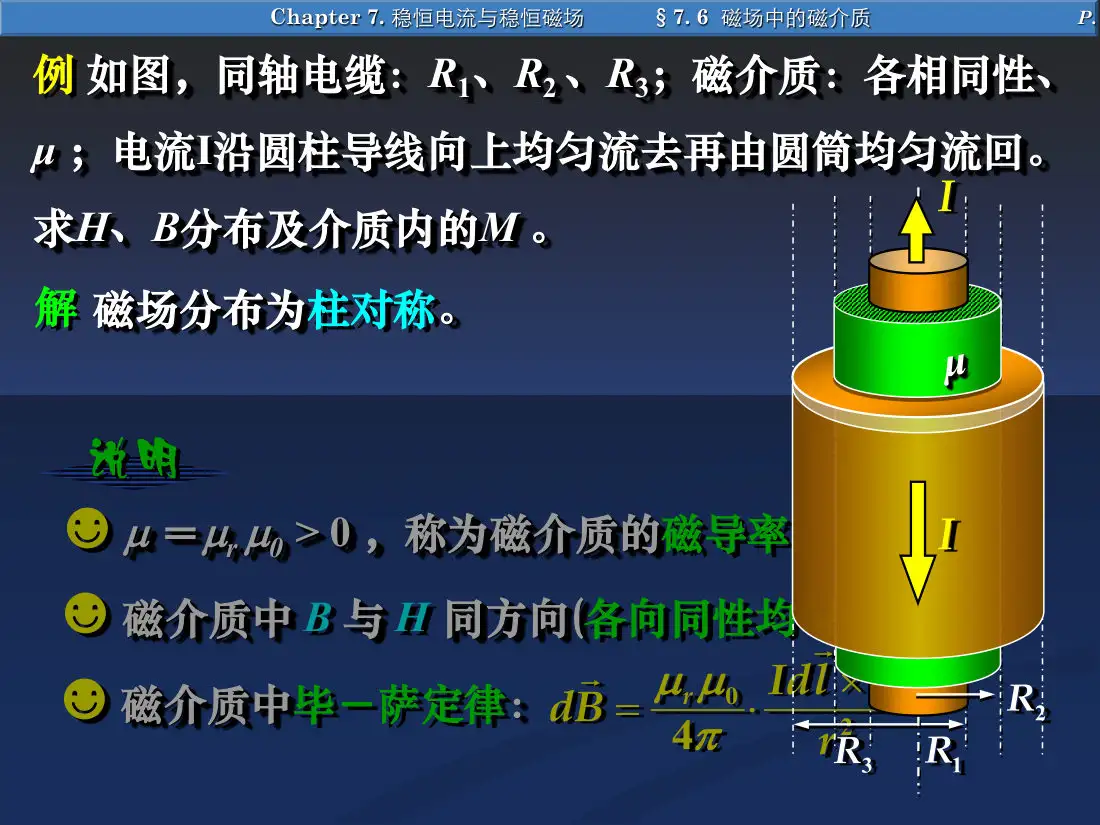 Chapter 7. 稳恒电流与稳恒磁场 § 7. 6 磁场中的磁介质 P.
例 如图，同轴电缆：R₁、R₂、R₃；磁介质：各相同性、
μ；电流I沿圆柱导线向上均匀流去再由圆筒均匀流回。
求H、B分布及介质内的M 。
解 磁场分布为柱对称。
I
μ
说明
μ＝μr μ0 > 0 ，称为磁介质的磁导率
I
磁介质中 B 与 H 同方向(各向同性均
磁介质中毕－萨定律： dB⃗ = μr μ0 / 4π · Idl⃗ × / r²
R₂
R₃ R₁